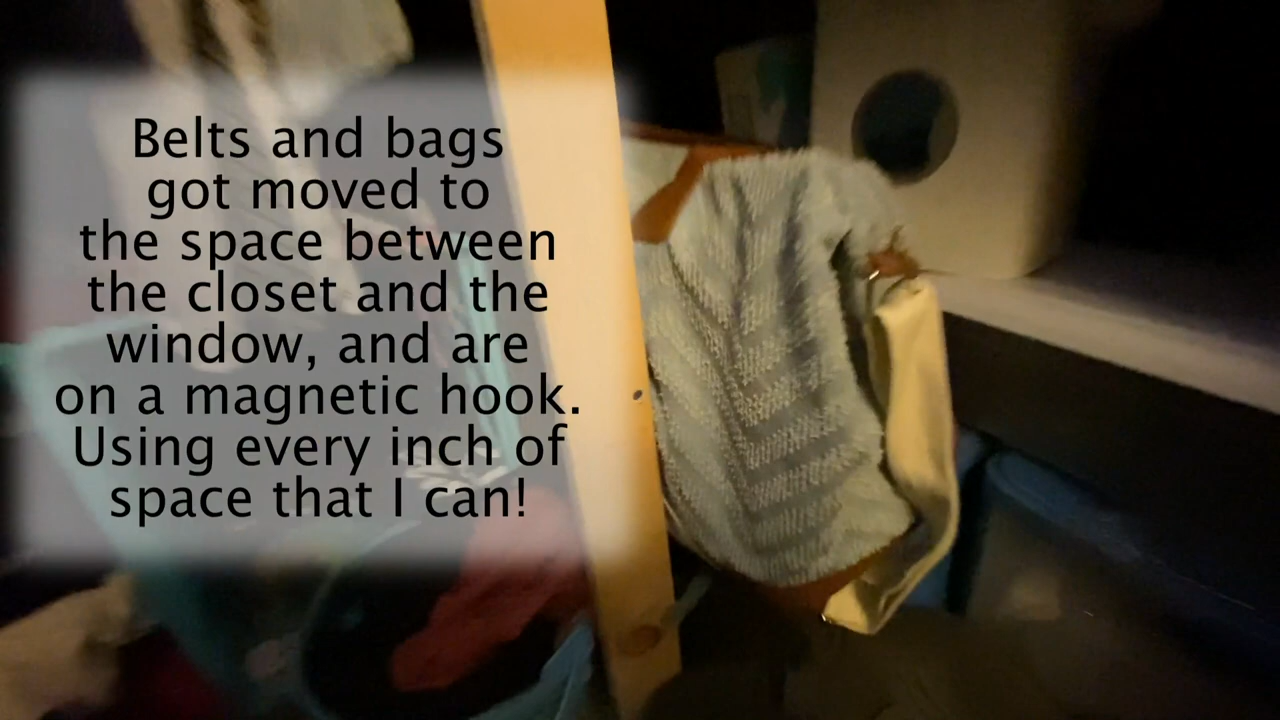 Belts and bags
got moved to
the space between
the closet and the
window, and are
on a magnetic hook.
Using every inch of
space that I can!